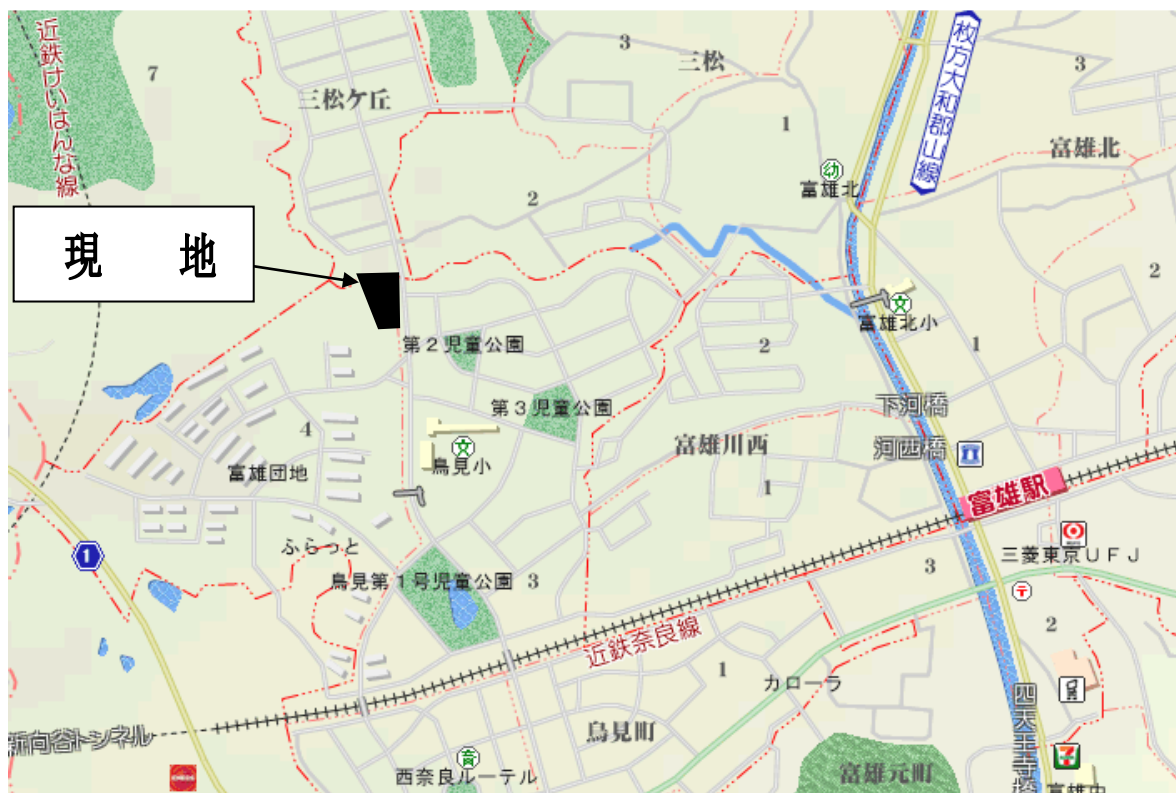 近鉄けいはんな線
7
三松ケ丘
3
三松
枚方大和郡山線
3
1
富雄北
幼
富雄北
2
現　地
2
文
富雄北小
第2児童公園
2
1
第3児童公園
下河橋
4
文
鳥見小
富雄川西
河西橋
富雄団地
1
富雄駅
1
ふらっと
三菱東京UFJ
鳥見第1号児童公園
3
3
〒
近鉄奈良線
2
1
カローラ
新向谷トンネル
鳥見町
四天王寺
育
西奈良ルーテル
富雄元町
7
富雄中